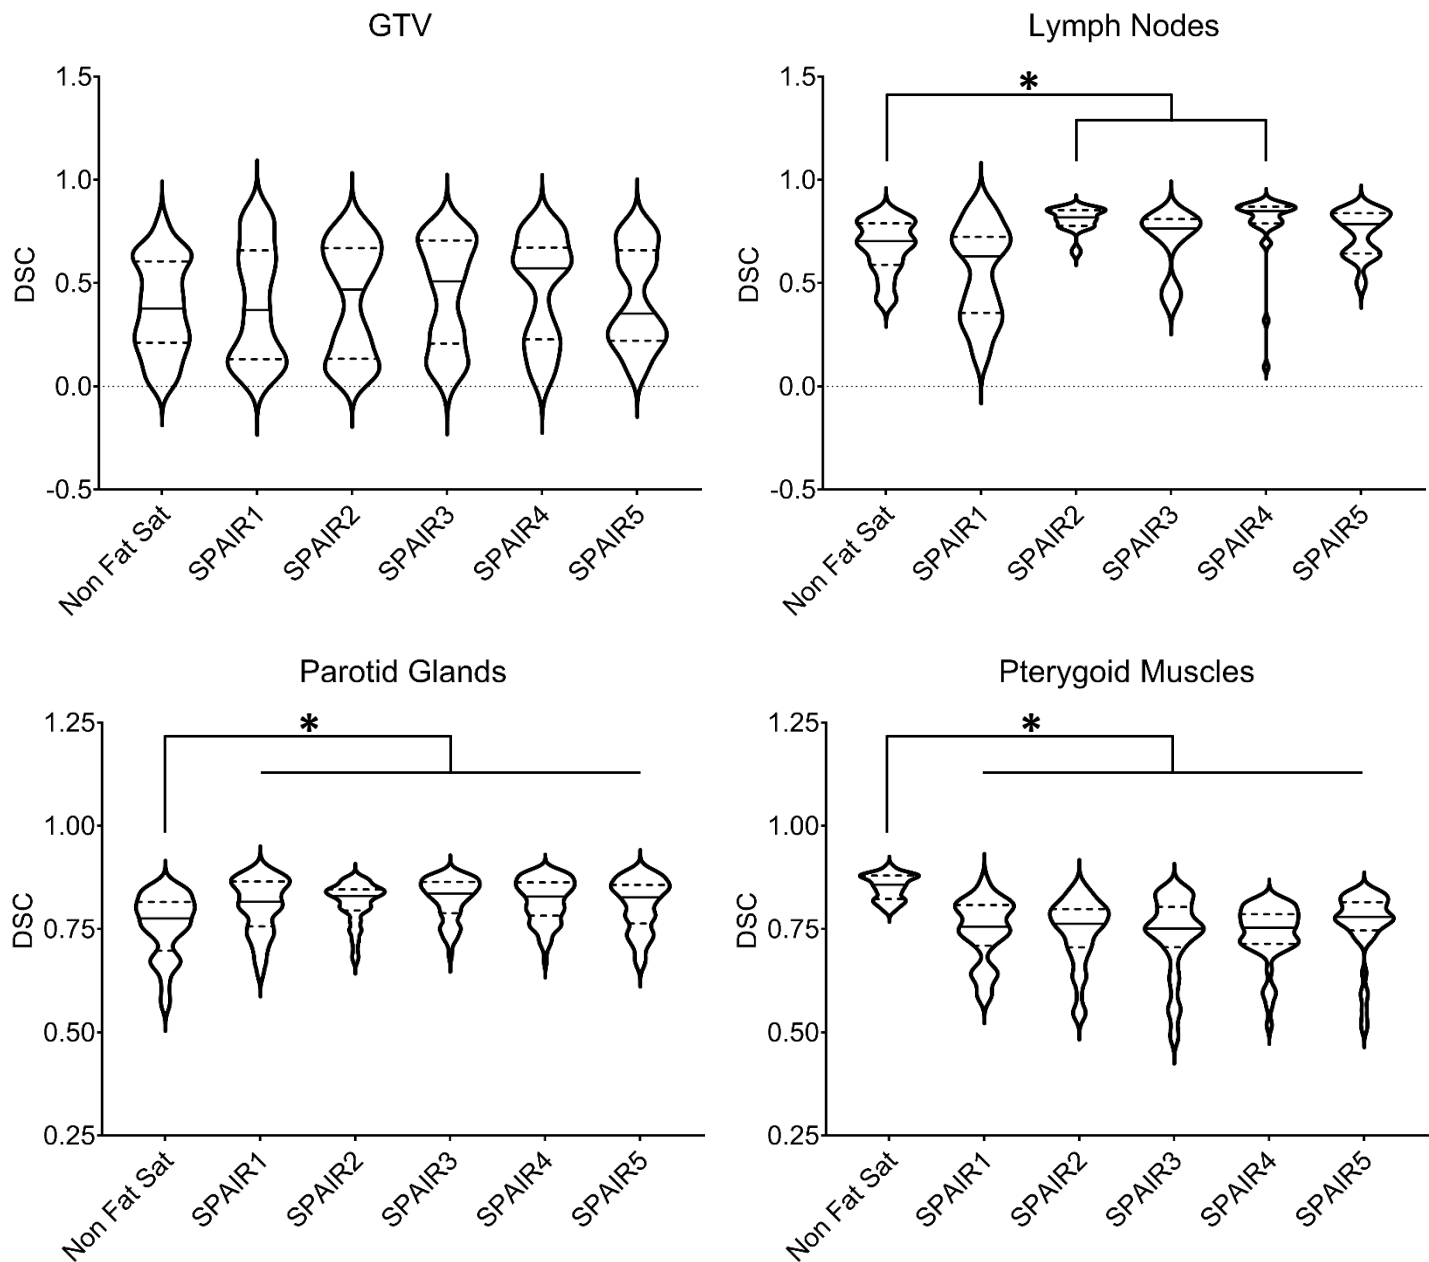 GTV
1.5
1.0
0.5
0.0
-0.5
DSC
Non Fat Sat
SPAIR1
SPAIR2
SPAIR3
SPAIR4
SPAIR5
Lymph Nodes
*
1.5
1.0
0.5
0.0
-0.5
DSC
Non Fat Sat
SPAIR1
SPAIR2
SPAIR3
SPAIR4
SPAIR5
Parotid Glands
*
1.25
1.00
0.75
0.50
0.25
DSC
Non Fat Sat
SPAIR1
SPAIR2
SPAIR3
SPAIR4
SPAIR5
Pterygoid Muscles
*
1.25
1.00
0.75
0.50
0.25
DSC
Non Fat Sat
SPAIR1
SPAIR2
SPAIR3
SPAIR4
SPAIR5